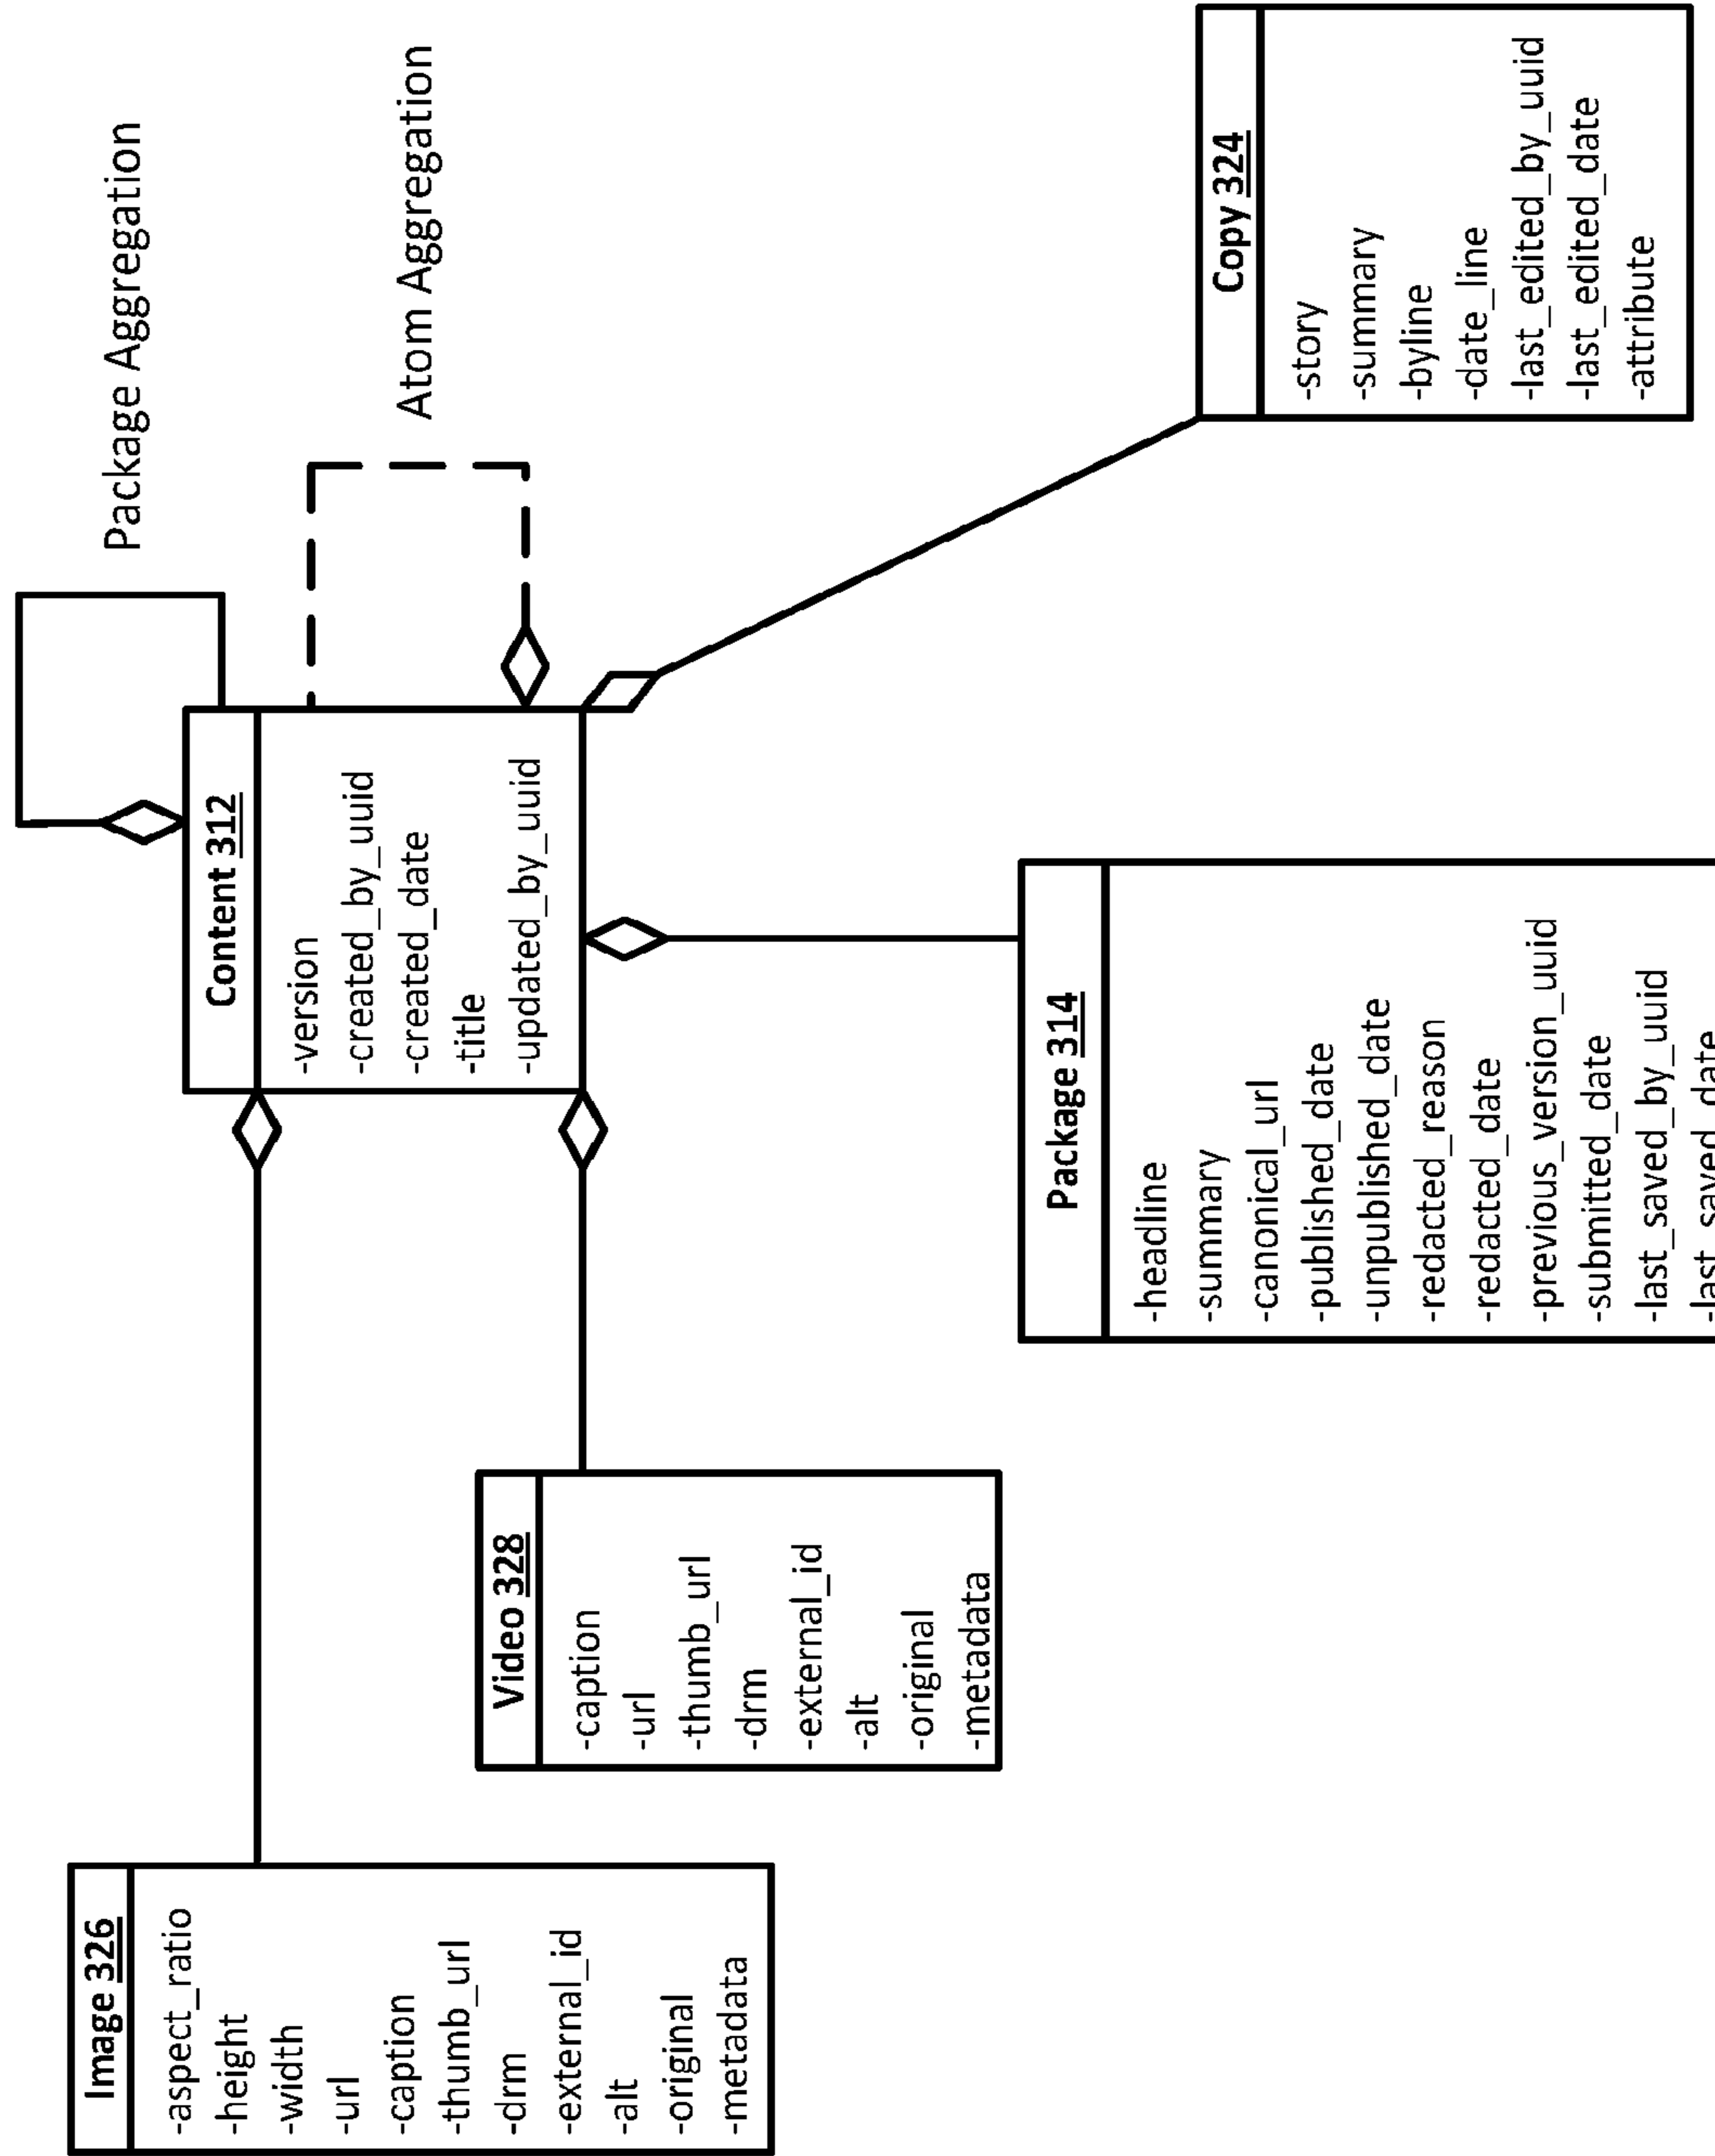 Image 326
-aspect_ratio
-height
-width
-url
-caption
-thumb_url
-drm
-external_id
-alt
-original
-metadata
Video 328
-caption
-url
-thumb_url
-drm
-external_id
-alt
-original
-metadata
Content 312
-version
-created_by_uuid
-created_date
-title
-updated_by_uuid
Package Aggregation
Atom Aggregation
Package 314
-headline
-summary
-canonical_url
-published_date
-unpublished_date
-redacted_reason
-redacted_date
-previous_version_uuid
-submitted_date
-last_saved_by_uuid
-last_saved_date
Copy 324
-story
-summary
-byline
-date_line
-last_edited_by_uuid
-last_edited_date
-attribute